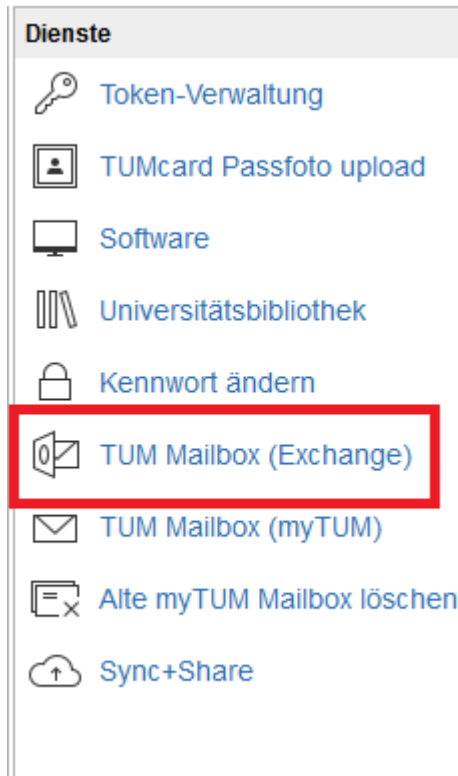 Dienste
Token-Verwaltung
TUMcard Passfoto upload
Software
Universitätsbibliothek
Kennwort ändern
TUM Mailbox (Exchange)
TUM Mailbox (myTUM)
Alte myTUM Mailbox löschen
Sync+Share